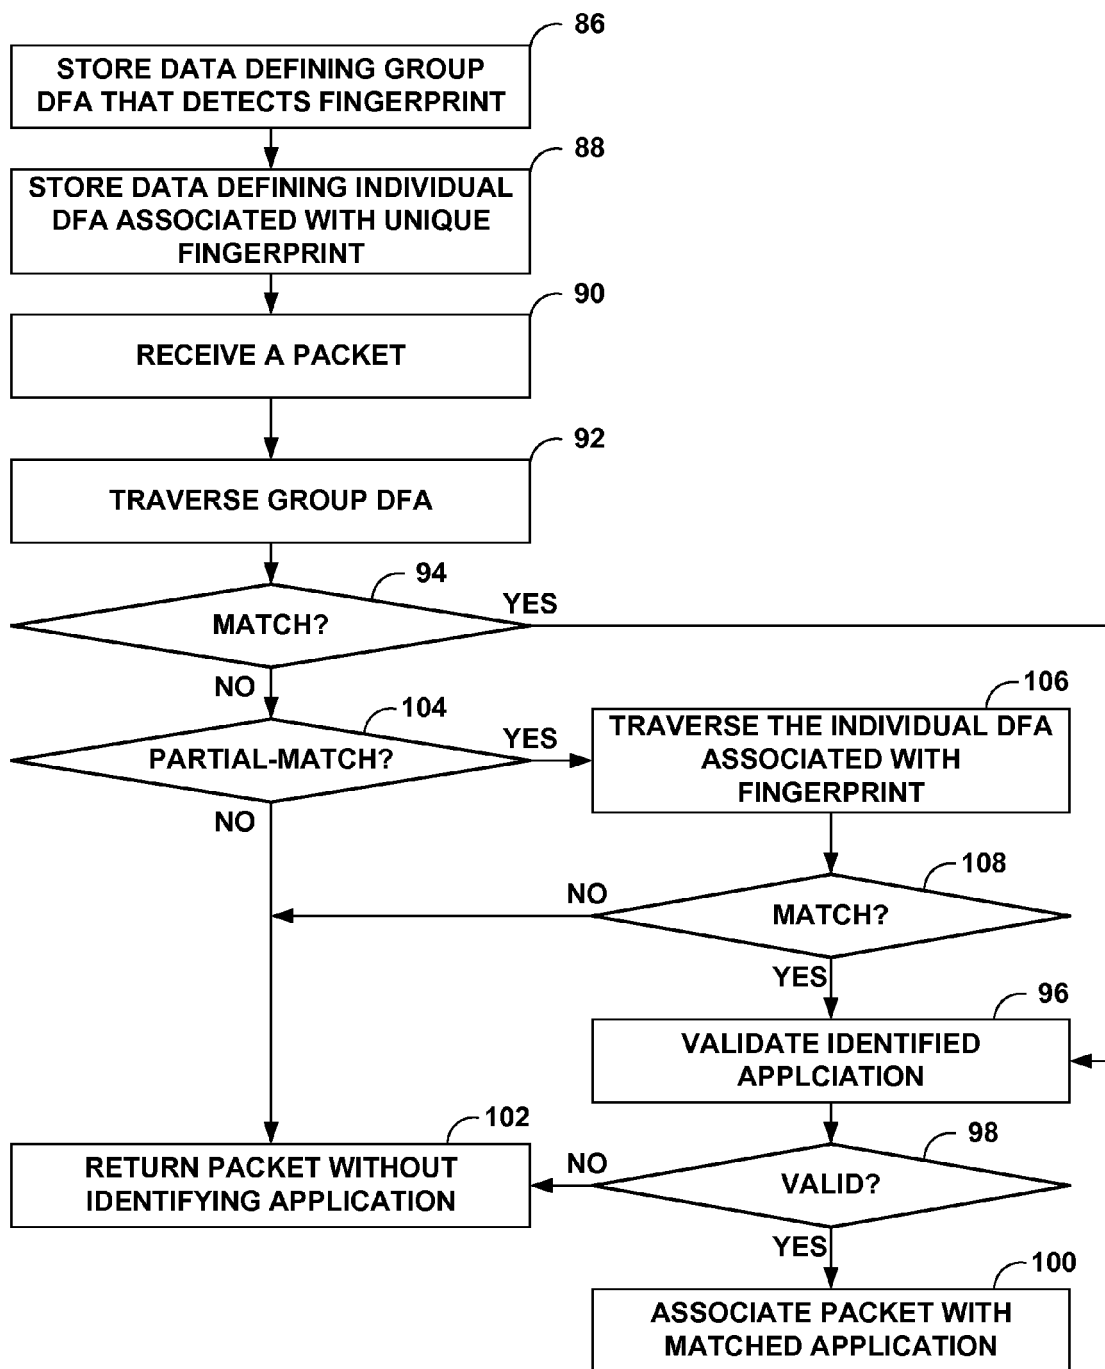 86
STORE DATA DEFINING GROUP
DFA THAT DETECTS FINGERPRINT
88
STORE DATA DEFINING INDIVIDUAL
DFA ASSOCIATED WITH UNIQUE
FINGERPRINT
90
RECEIVE A PACKET
92
TRAVERSE GROUP DFA
94
MATCH?
YES
NO
104
PARTIAL-MATCH?
YES
NO
106
TRAVERSE THE INDIVIDUAL DFA
ASSOCIATED WITH
FINGERPRINT
108
MATCH?
NO
YES
96
VALIDATE IDENTIFIED
APPLCIATION
98
VALID?
NO
YES
102
RETURN PACKET WITHOUT
IDENTIFYING APPLICATION
100
ASSOCIATE PACKET WITH
MATCHED APPLICATION